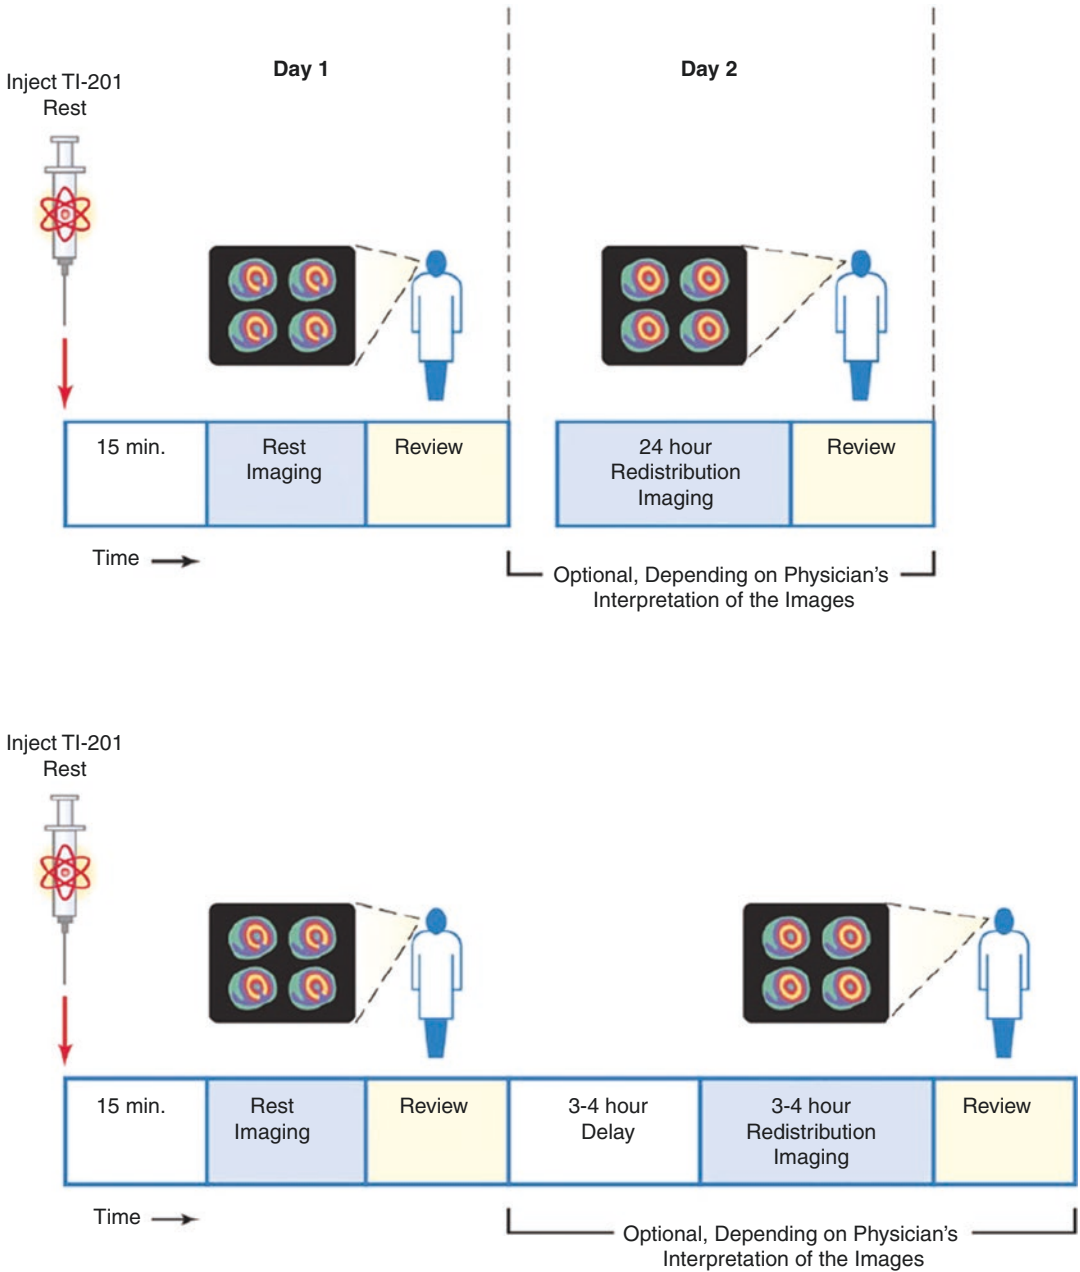 Day 1
Day 2
Inject TI-201
Rest
15 min.
Rest
Imaging
Review
24 hour
Redistribution
Imaging
Review
Time
Optional, Depending on Physician’s
Interpretation of the Images
Inject TI-201
Rest
15 min.
Rest
Imaging
Review
3-4 hour
Delay
3-4 hour
Redistribution
Imaging
Review
Time
Optional, Depending on Physician’s
Interpretation of the Images